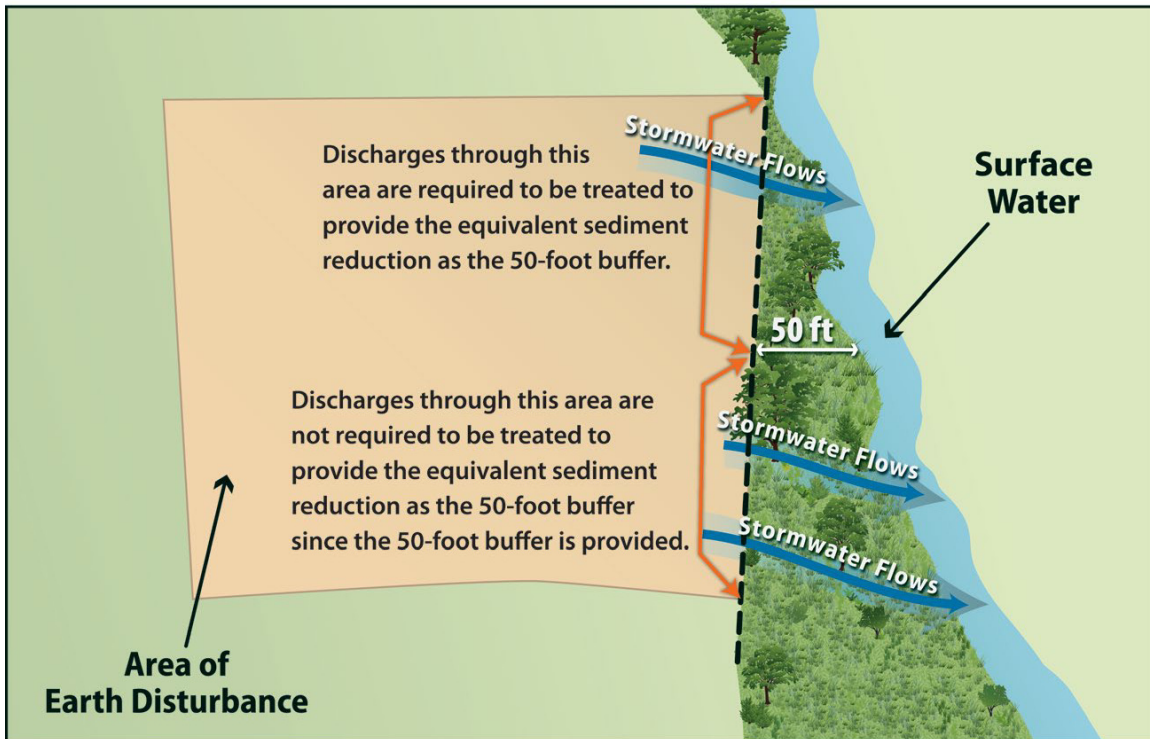 Stormwater Flows
Discharges through this
area are required to be treated to
provide the equivalent sediment
reduction as the 50-foot buffer.
Surface
Water
50 ft
Discharges through this area are
not required to be treated to
provide the equivalent sediment
reduction as the 50-foot buffer
since the 50-foot buffer is provided.
Stormwater Flows
Stormwater Flows
Area of
Earth Disturbance